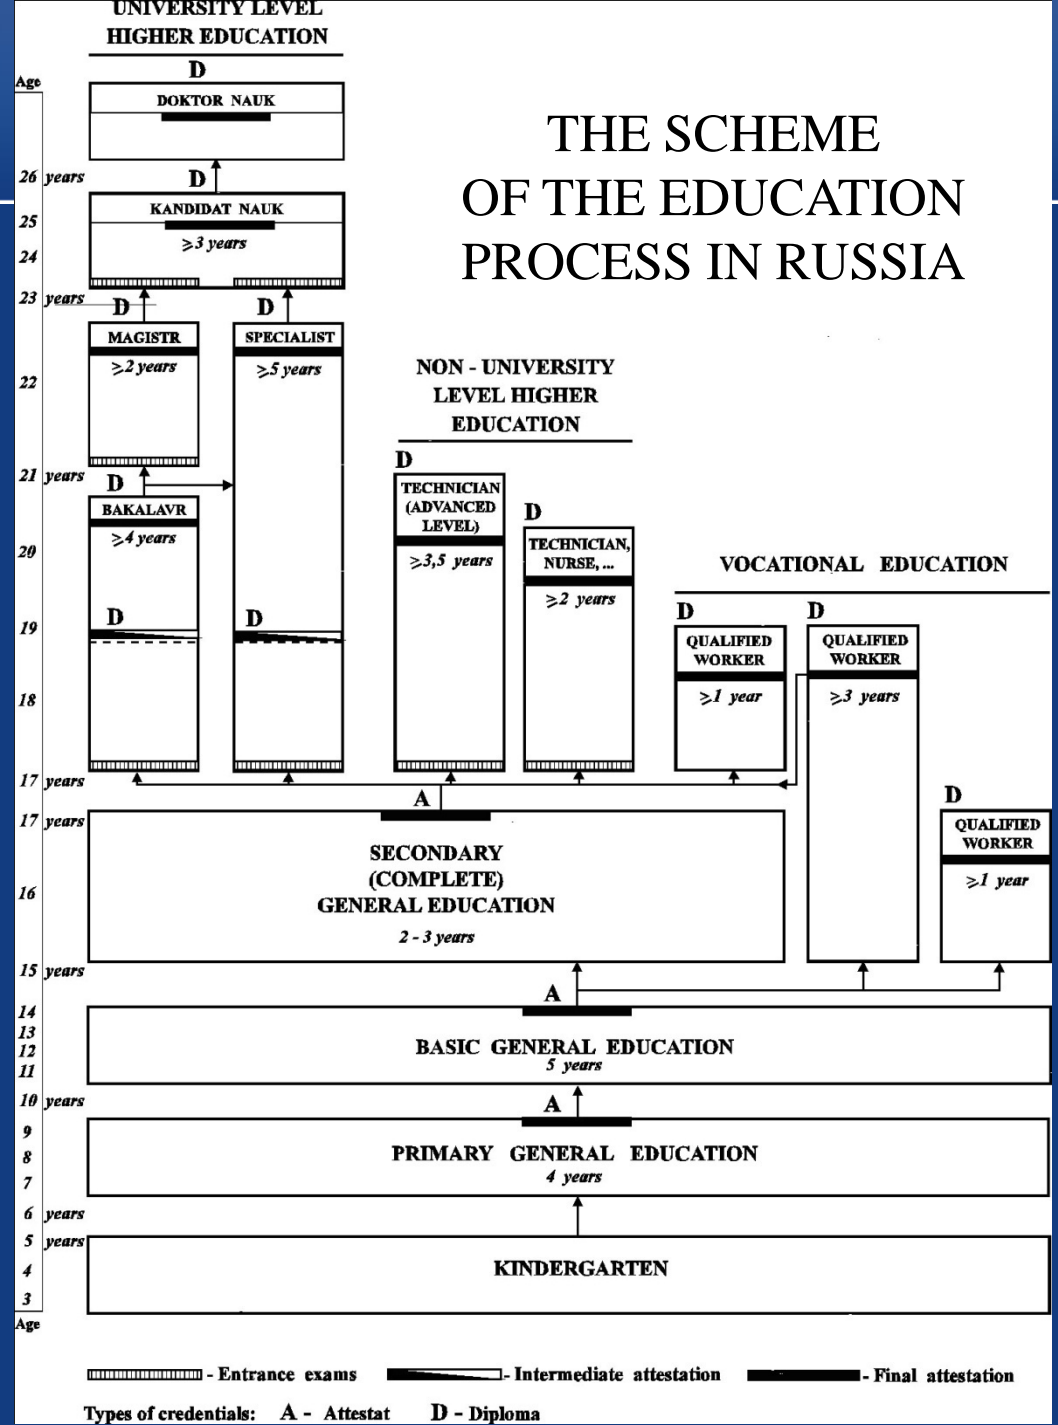 UNIVERSITY LEVEL
HIGHER EDUCATION
THE SCHEME
OF THE EDUCATION
PROCESS IN RUSSIA
Age
D
DOKTOR NAUK
26 years
D
KANDIDAT NAUK
25
⩾3 years
24
23 years
D
D
MAGISTR
SPECIALIST
⩾2 years
⩾5 years
22
NON - UNIVERSITY
LEVEL HIGHER
EDUCATION
21 years
D
BAKALAVR
⩾4 years
D
TECHNICIAN
(ADVANCED
LEVEL)
⩾3,5 years
D
TECHNICIAN,
NURSE, ...
⩾2 years
20
VOCATIONAL EDUCATION
19
D
D
D
QUALIFIED
WORKER
⩾1 year
D
QUALIFIED
WORKER
⩾3 years
18
17 years
A
D
QUALIFIED
WORKER
⩾1 year
17 years
SECONDARY
(COMPLETE)
GENERAL EDUCATION
2 - 3 years
16
15 years
A
14
13
12
11
BASIC GENERAL EDUCATION
5 years
10 years
A
9
8
7
PRIMARY GENERAL EDUCATION
4 years
6 years
5 years
4
3
KINDERGARTEN
Age
- Entrance exams
- Intermediate attestation
- Final attestation
Types of credentials: A - Attestat D - Diploma